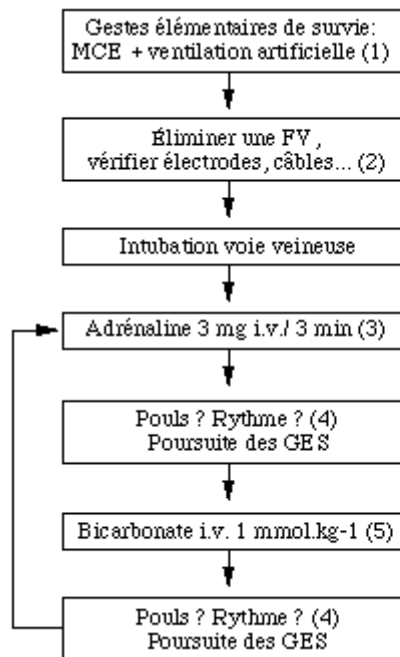 Gestes élémentaires de survie:
MCE + ventilation artificielle (1)
Éliminer une FV ,
vérifier électrodes, câbles... (2)
Intubation voie veineuse
Adrénaline 3 mg i.v./ 3 min (3)
Pouls ? Rythme ? (4)
Poursuite des GES
Bicarbonate i.v. 1 mmol.kg-1 (5)
Pouls ? Rythme ? (4)
Poursuite des GES